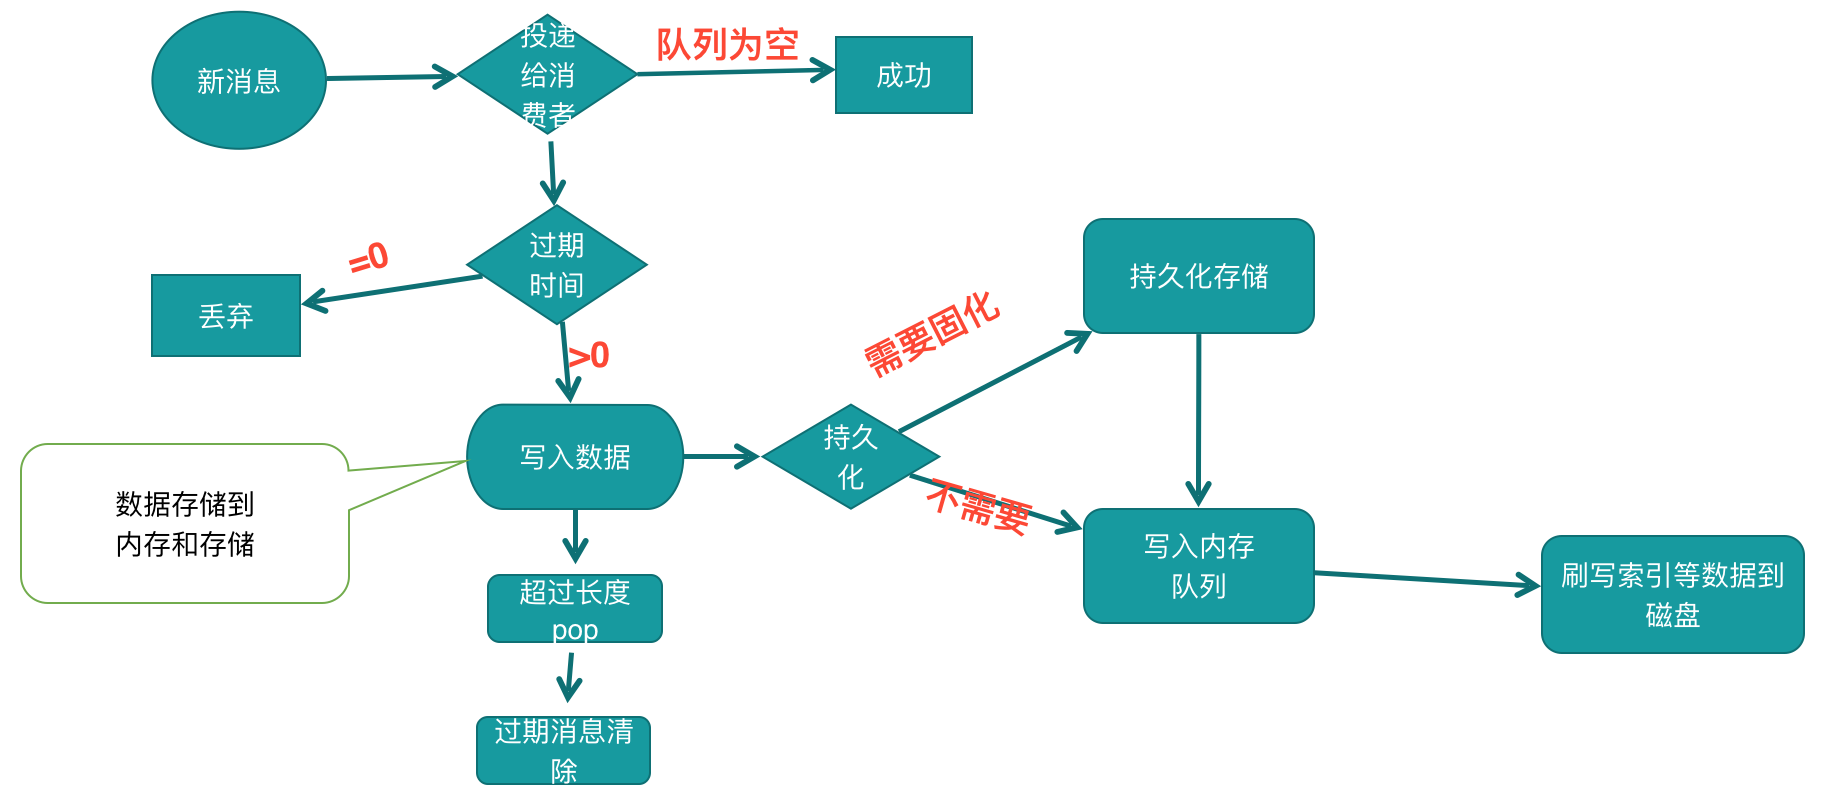 新消息
投递
给消
费者
队列为空
成功
过期
时间
=0
丢弃
>0
写入数据
数据存储到
内存和存储
持久
化
需要固化
不需要
持久化存储
写入内存
队列
刷写索引等数据到
磁盘
超过长度
pop
过期消息清
除